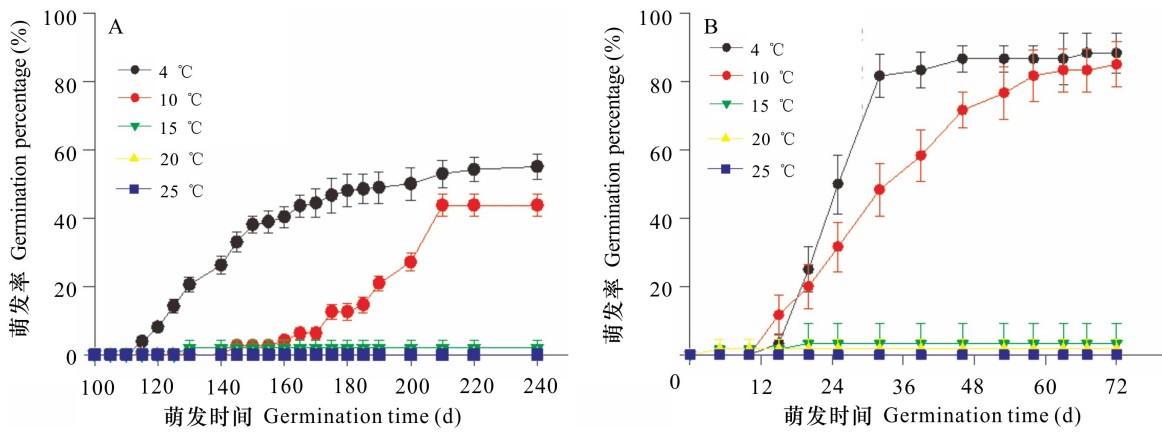 A
萌发率 Germination percentage (%)
100
80
60
40
20
0
4 ℃
10 ℃
15 ℃
20 ℃
25 ℃
100 120 140 160 180 200 220 240
萌发时间 Germination time (d)
B
萌发率 Germination percentage (%)
100
80
60
40
20
0
4 ℃
10 ℃
15 ℃
20 ℃
25 ℃
12 24 36 48 60 72
萌发时间 Germination time (d)